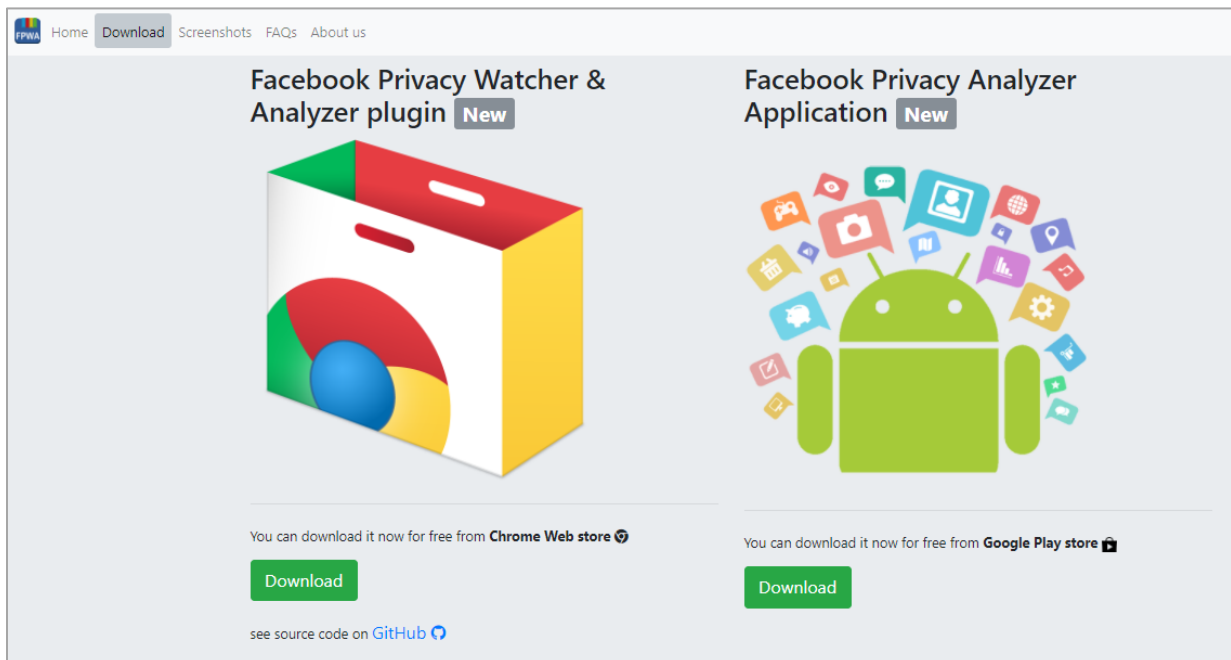 FPWA Home Download Screenshots FAQs About us
Facebook Privacy Watcher &
Analyzer plugin New
You can download it now for free from Chrome Web store
Download
see source code on GitHub
Facebook Privacy Analyzer
Application New
You can download it now for free from Google Play store
Download